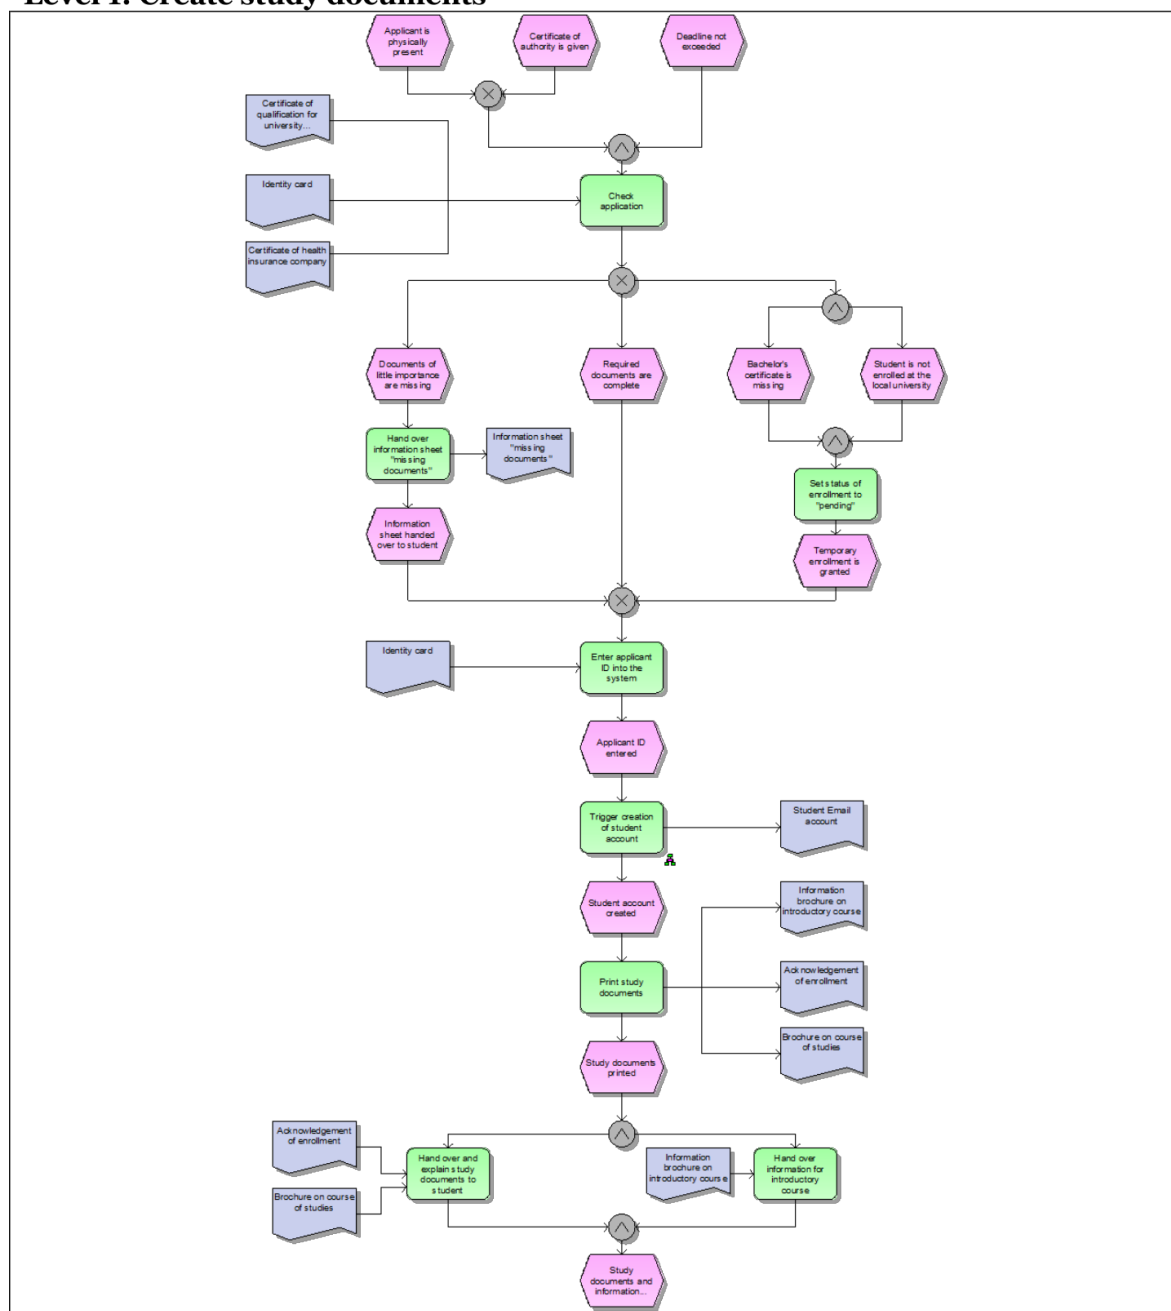 Level 1: Create study documents
Applicant is
physically
present
Certificate of
authority is given
Deadline not
exceeded
Certificate of
qualification for
university...
Identity card
Check
application
Certificate of health
insurance company
Documents of
little importance
are missing
Required
documents are
complete
Bachelor's
certificate is
missing
Student is not
enrolled at the
local university
Hand over
information sheet
"missing
documents"
Information sheet
"missing
documents"
Set status of
enrollment to
"pending"
Information
sheet handed
over to student
Temporary
enrollment is
granted
Identity card
Enter applicant
ID into the
system
Applicant ID
entered
Trigger creation
of student
account
Student Email
account
Student account
created
Information
brochure on
introductory course
Print study
documents
Acknowledgement
of enrollment
Brochure on course
of studies
Study documents
printed
Acknowledgement
of enrollment
Brochure on course
of studies
Hand over and
explain study
documents to
student
Information
brochure on
introductory course
Hand over
information for
introductory
course
Study
documents and
information...